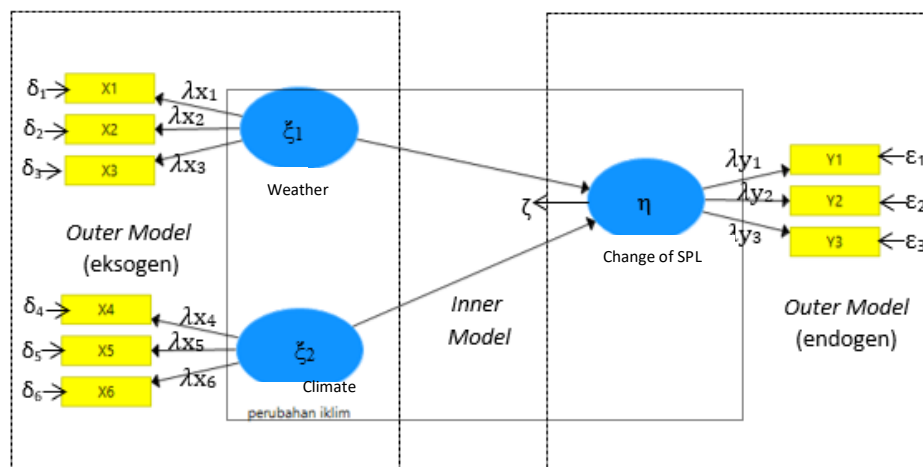 δ₁
X1
λx₁
δ₂
X2
λx₂
δ₃
X3
λx₃
ξ₁
Weather
Outer Model
(eksogen)
δ₄
X4
λx₄
δ₅
X5
λx₅
δ₆
X6
λx₆
ξ₂
Climate
perubahan iklim
Inner
Model
ζ
η
Change of SPL
λy₁
Y1
ε₁
λy₂
Y2
ε₂
λy₃
Y3
ε₃
Outer Model
(endogen)